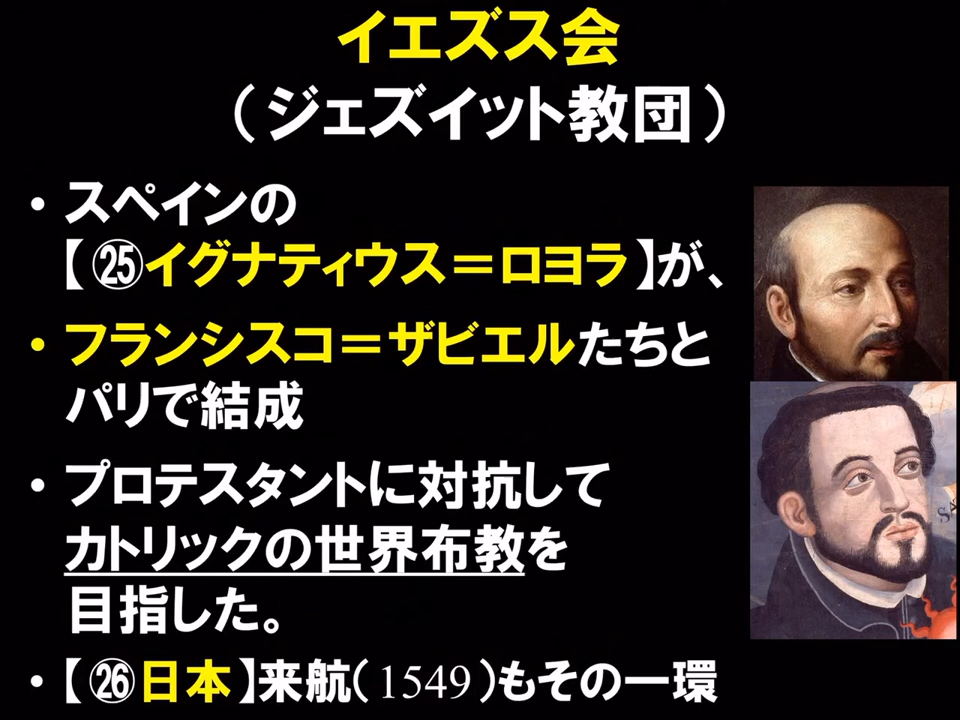 イエズス会
（ジェズイット教団）
・スペインの
【㉕イグナティウス＝ロヨラ】が、
・フランシスコ＝ザビエルたちと
パリで結成
・プロテスタントに対抗して
カトリックの世界布教を
目指した。
・【㉖日本】来航（1549）もその一環